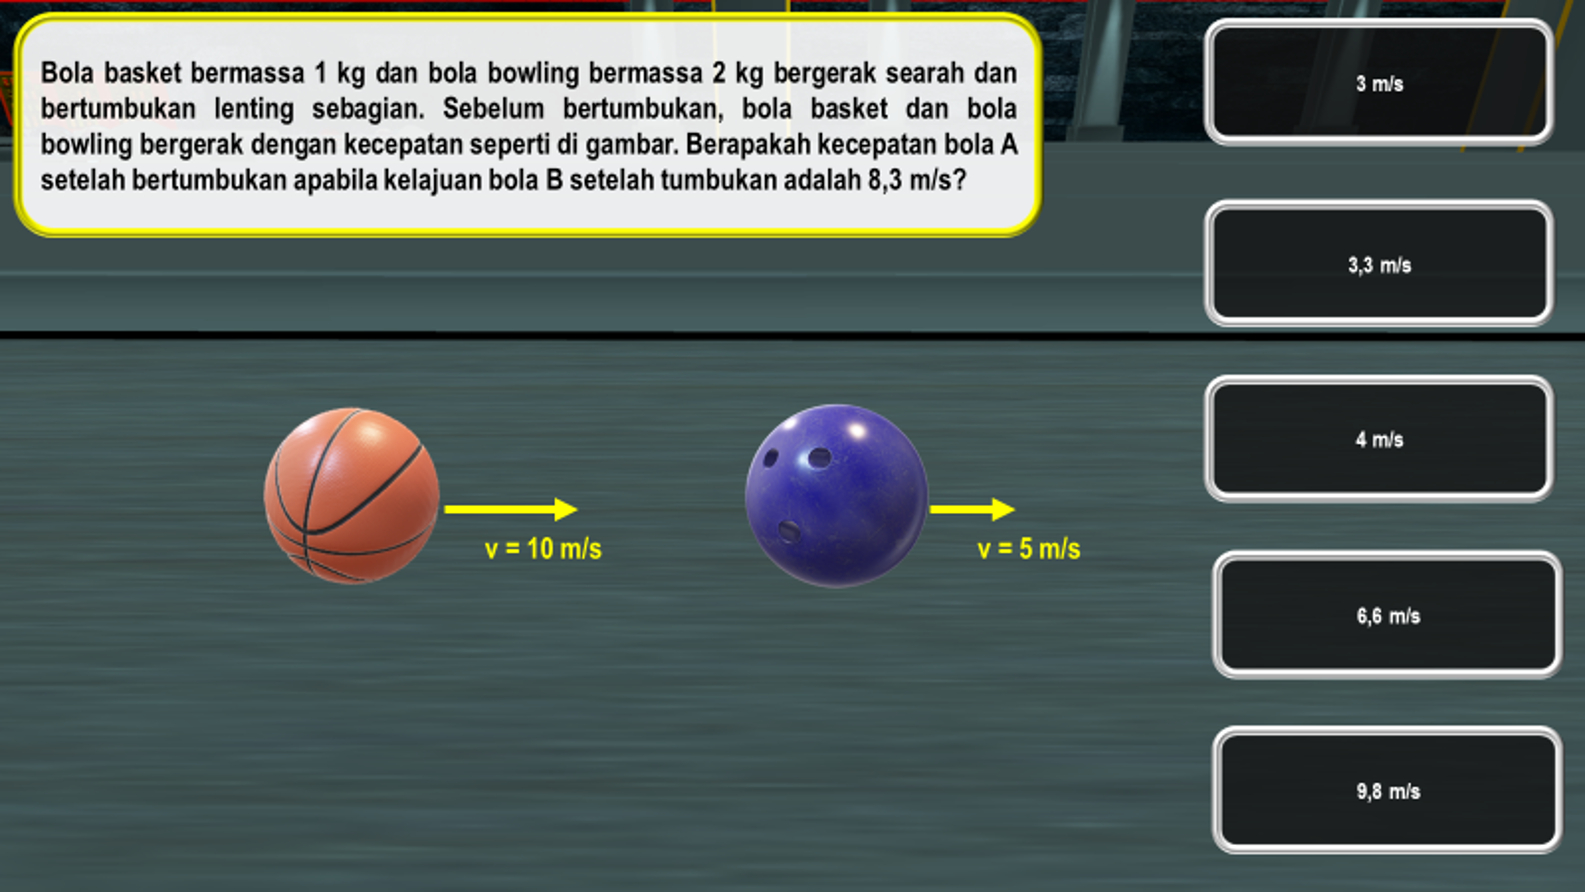 Bola basket bermassa 1 kg dan bola bowling bermassa 2 kg bergerak searah dan
bertumbukan lenting sebagian. Sebelum bertumbukan, bola basket dan bola
bowling bergerak dengan kecepatan seperti di gambar. Berapakah kecepatan bola A
setelah bertumbukan apabila kelajuan bola B setelah tumbukan adalah 8,3 m/s?
3 m/s
3,3 m/s
4 m/s
6,6 m/s
9,8 m/s
v = 10 m/s
v = 5 m/s